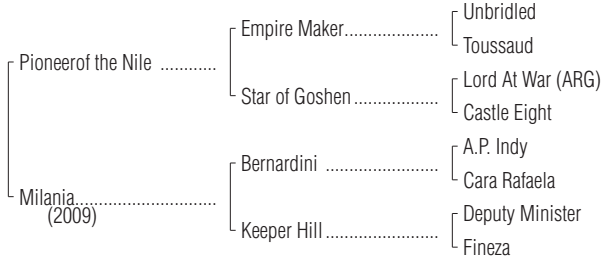 Unbridled
Empire Maker....................
Toussaud
Pioneerof the Nile ............
Lord At War (ARG)
Star of Goshen..................
Castle Eight
A.P. Indy
Bernardini ........................
Cara Rafaela
Milania..............................
(2009)
Deputy Minister
Keeper Hill........................
Fineza